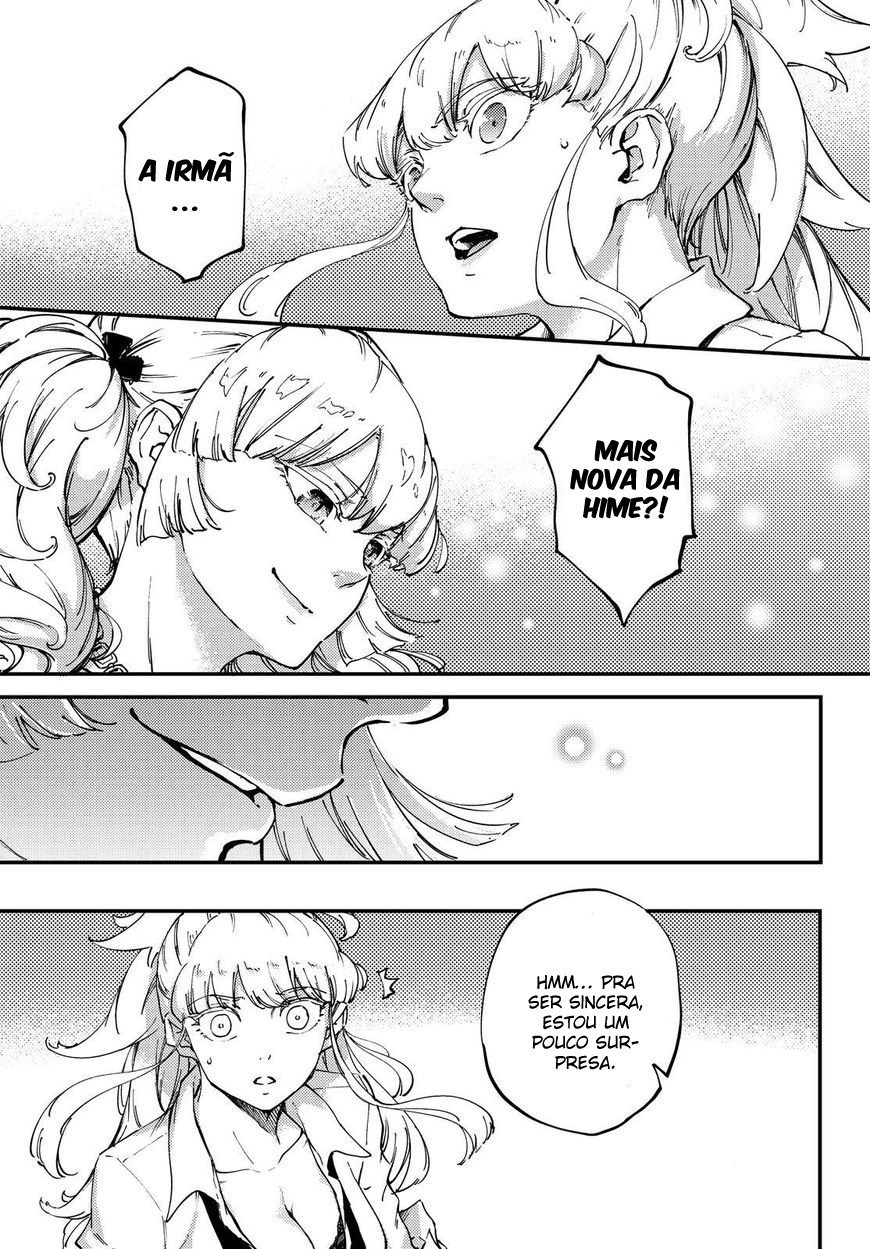 A IRMÃ
...
MAIS
NOVA DA
HIME?!
HMM... PRA
SER SINCERA,
ESTOU UM
POUCO SUR-
PRESA.